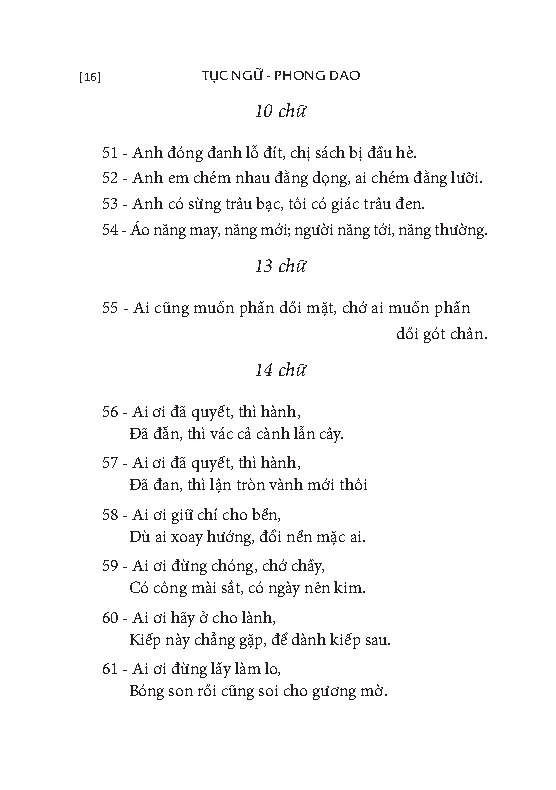 [16]
TỤC NGỮ - PHONG DAO
10 chữ
51 - Anh đóng đanh lỗ đít, chị sách bị đầu hè.
52 - Anh em chém nhau đằng dọng, ai chém đằng lưỡi.
53 - Anh có sừng trâu bạc, tôi có giác trâu đen.
54 - Áo năng may, năng mới; người năng tới, năng thường.
13 chữ
55 - Ai cũng muốn phấn dồi mặt, chớ ai muốn phấn
dồi gót chân.
14 chữ
56 - Ai ơi đã quyết, thì hành,
Đã đẵn, thì vác cả cành lẫn cây.
57 - Ai ơi đã quyết, thì hành,
Đã đan, thì lận tròn vành mới thôi
58 - Ai ơi giữ chí cho bền,
Dù ai xoay hướng, đổi nền mặc ai.
59 - Ai ơi đừng chóng, chớ chầy,
Có công mài sắt, có ngày nên kim.
60 - Ai ơi hãy ở cho lành,
Kiếp này chẳng gặp, để dành kiếp sau.
61 - Ai ơi đừng lấy làm lo,
Bóng son rồi cũng soi cho gương mờ.